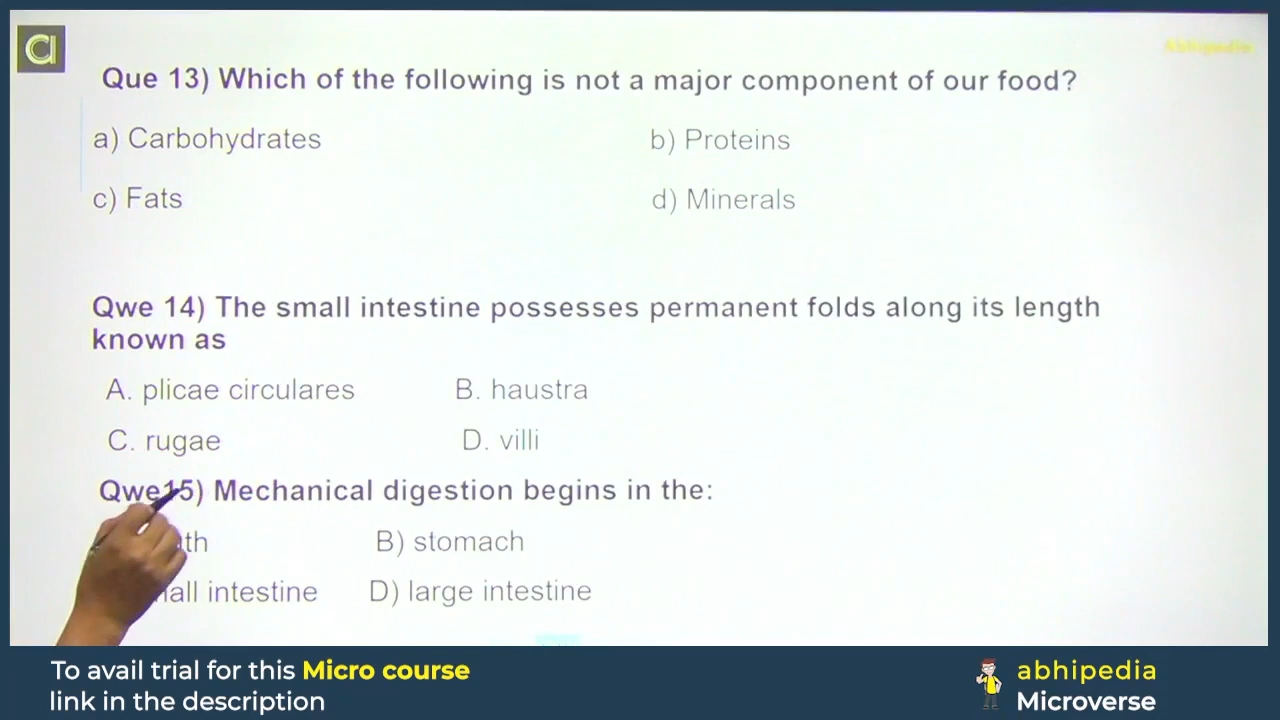 Abhipedia
Que 13) Which of the following is not a major component of our food?
a) Carbohydrates b) Proteins
c) Fats d) Minerals
Qwe 14) The small intestine possesses permanent folds along its length
known as
A. plicae circulares B. haustra
C. rugae D. villi
Qwe15) Mechanical digestion begins in the:
B) stomach
intestine D) large intestine
To avail trial for this Micro course
link in the description
abhipedia
Microverse